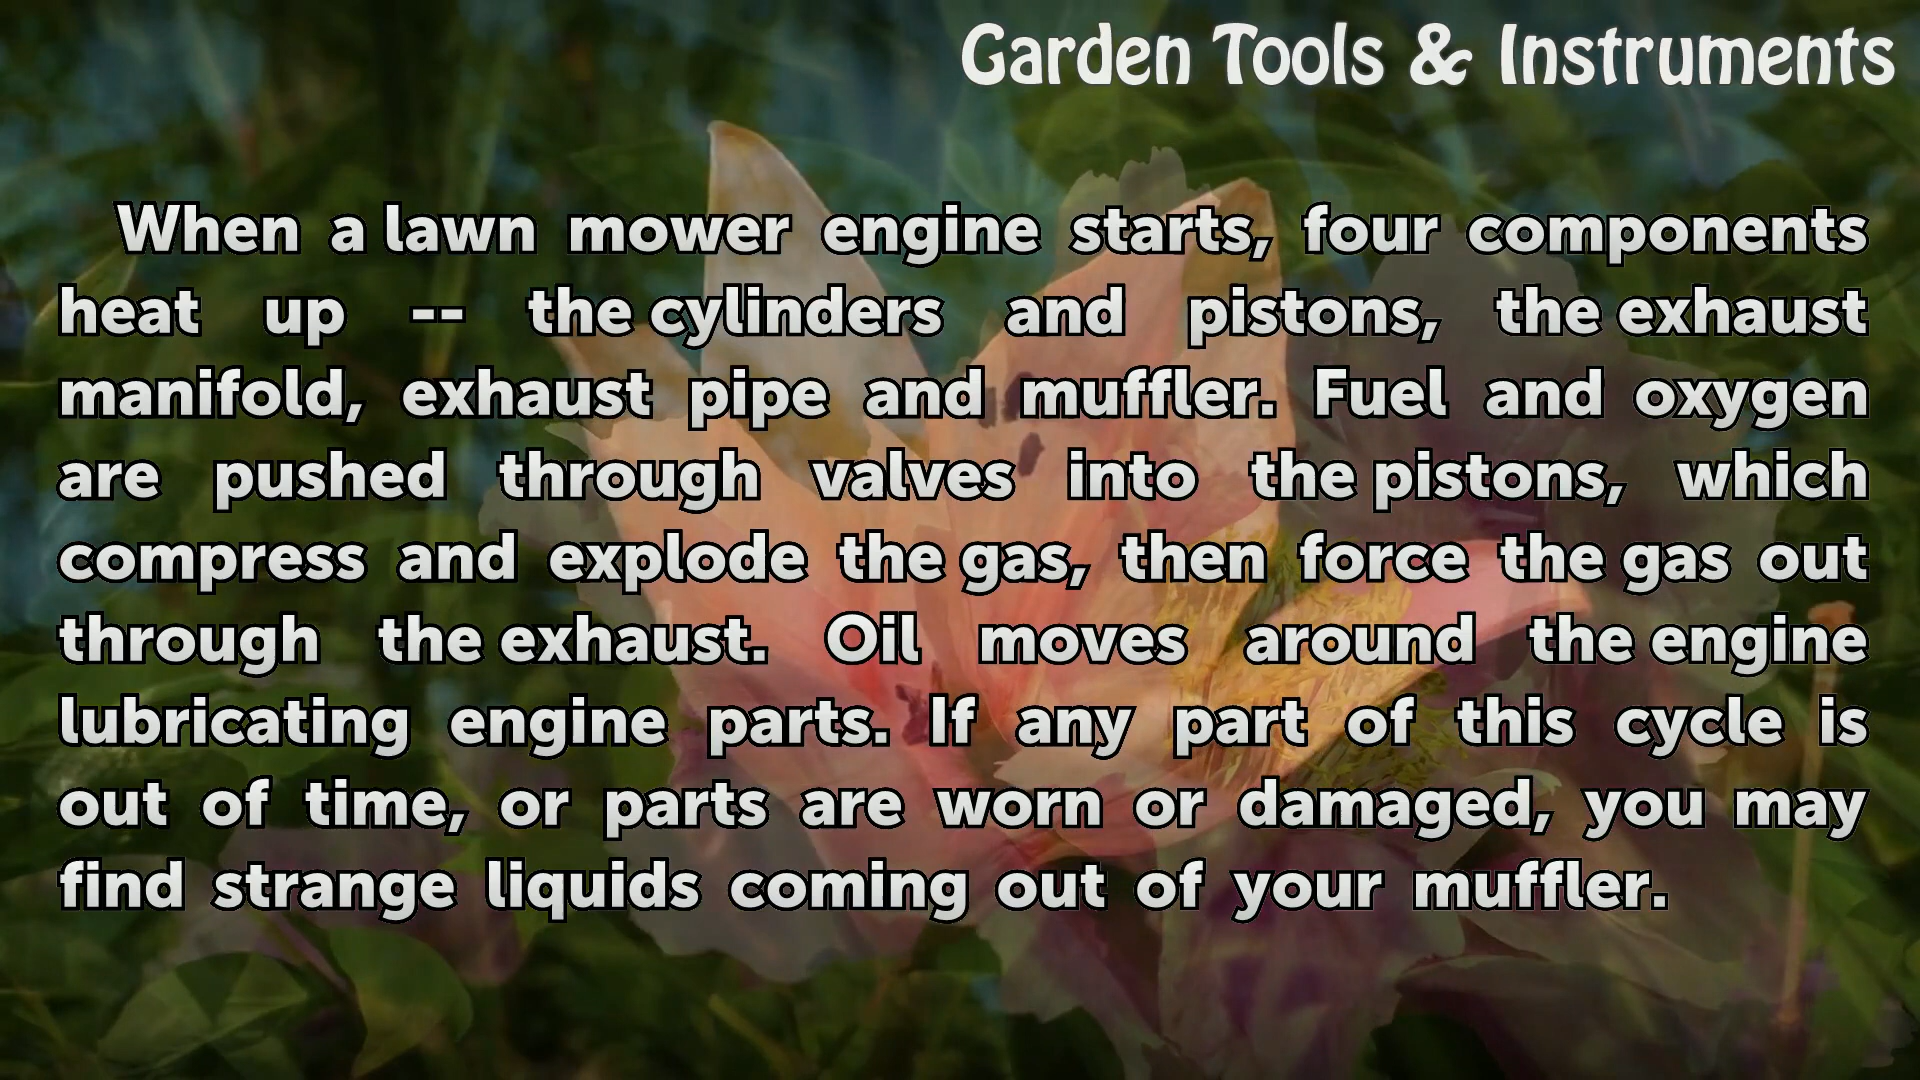 Garden Tools & Instruments
When a lawn mower engine starts, four components
heat up -- the cylinders and pistons, the exhaust
manifold, exhaust pipe and muffler. Fuel and oxygen
are pushed through valves into the pistons, which
compress and explode the gas, then force the gas out
through the exhaust. Oil moves around the engine
lubricating engine parts. If any part of this cycle is
out of time, or parts are worn or damaged, you may
find strange liquids coming out of your muffler.